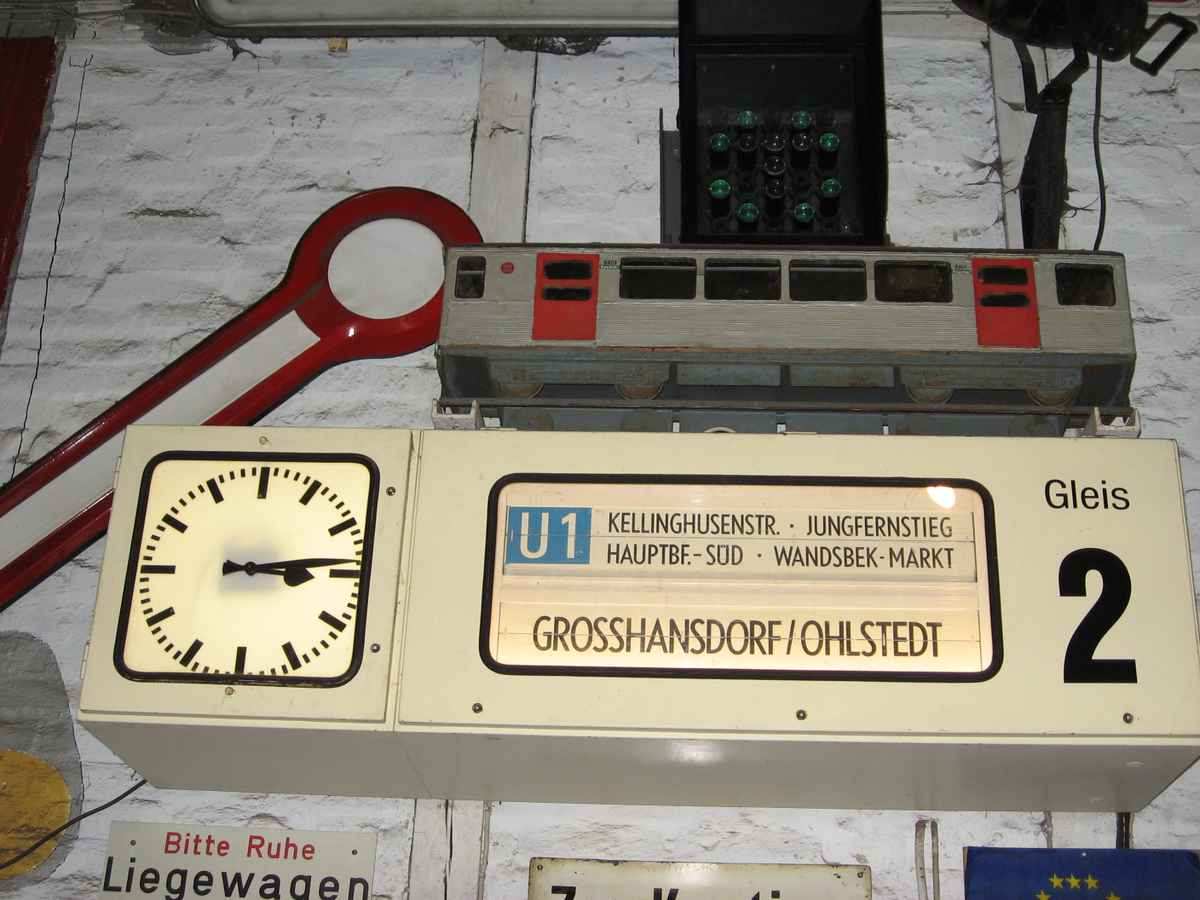 Gleis
2
U1
KELLINGHUSENSTR. · JUNGFERNSTIEG
HAUPTBF.-SÜD · WANDSBEK-MARKT
GROSSHANSDORF/OHLSTEDT
Bitte Ruhe
Liegewagen